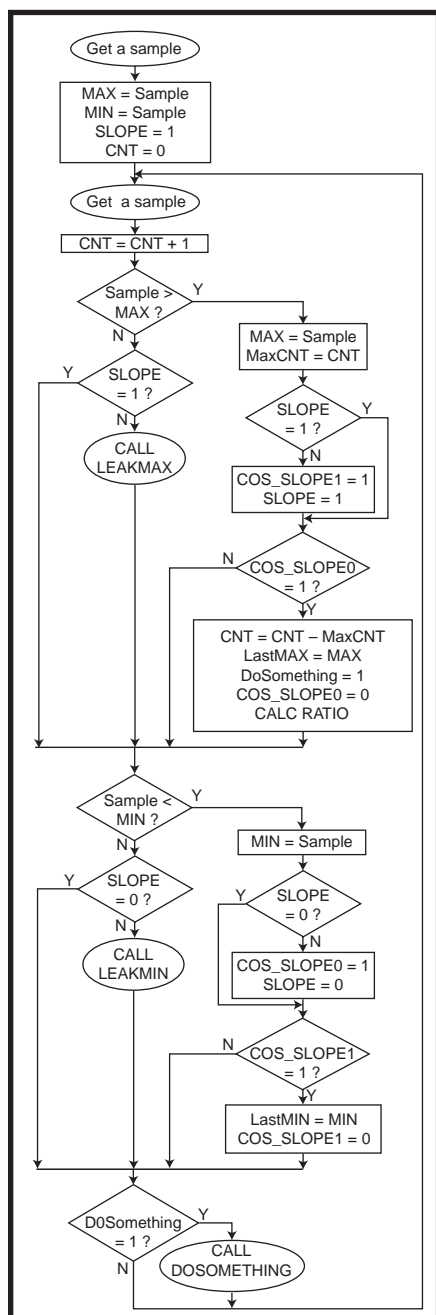 Get a sample
MAX = Sample
MIN = Sample
SLOPE = 1
CNT = 0
Get a sample
CNT = CNT + 1
Sample >
MAX ?
Y
N
MAX = Sample
MaxCNT = CNT
Y
SLOPE
= 1 ?
N
SLOPE
= 1 ?
Y
N
CALL
LEAKMAX
COS_SLOPE1 = 1
SLOPE = 1
N
COS_SLOPE0
= 1 ?
Y
CNT = CNT – MaxCNT
LastMAX = MAX
DoSomething = 1
COS_SLOPE0 = 0
CALC RATIO
Sample <
MIN ?
Y
N
MIN = Sample
Y
SLOPE
= 0 ?
N
Y
SLOPE
= 0 ?
N
CALL
LEAKMIN
COS_SLOPE0 = 1
SLOPE = 0
N
COS_SLOPE1
= 1 ?
Y
LastMIN = MIN
COS_SLOPE1 = 0
D0Something
= 1 ?
Y
N
CALL
DOSOMETHING